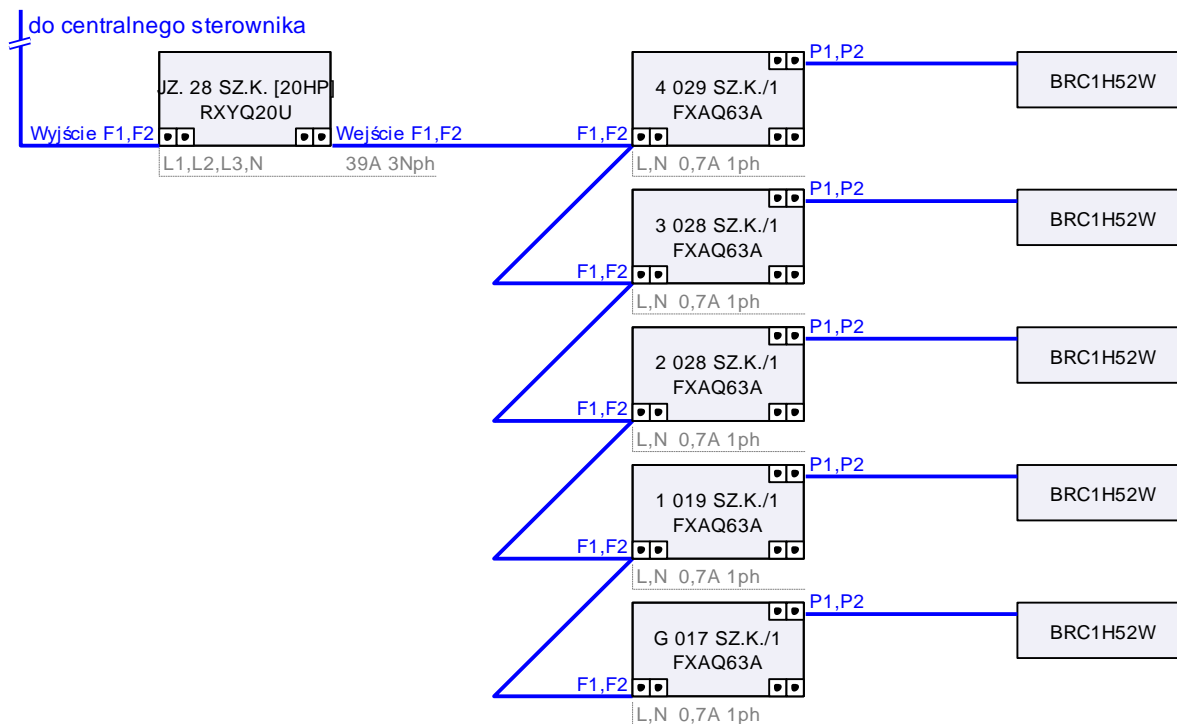 do centralnego sterownika
JZ. 28 SZ.K. [20HP]
RXYQ20U
Wyjście F1,F2
Wejście F1,F2
L1,L2,L3,N 39A 3Nph
4 029 SZ.K./1
FXAQ63A
F1,F2
L,N 0,7A 1ph
P1,P2
BRC1H52W
3 028 SZ.K./1
FXAQ63A
F1,F2
L,N 0,7A 1ph
P1,P2
BRC1H52W
2 028 SZ.K./1
FXAQ63A
F1,F2
L,N 0,7A 1ph
P1,P2
BRC1H52W
1 019 SZ.K./1
FXAQ63A
F1,F2
L,N 0,7A 1ph
P1,P2
BRC1H52W
G 017 SZ.K./1
FXAQ63A
F1,F2
L,N 0,7A 1ph
P1,P2
BRC1H52W